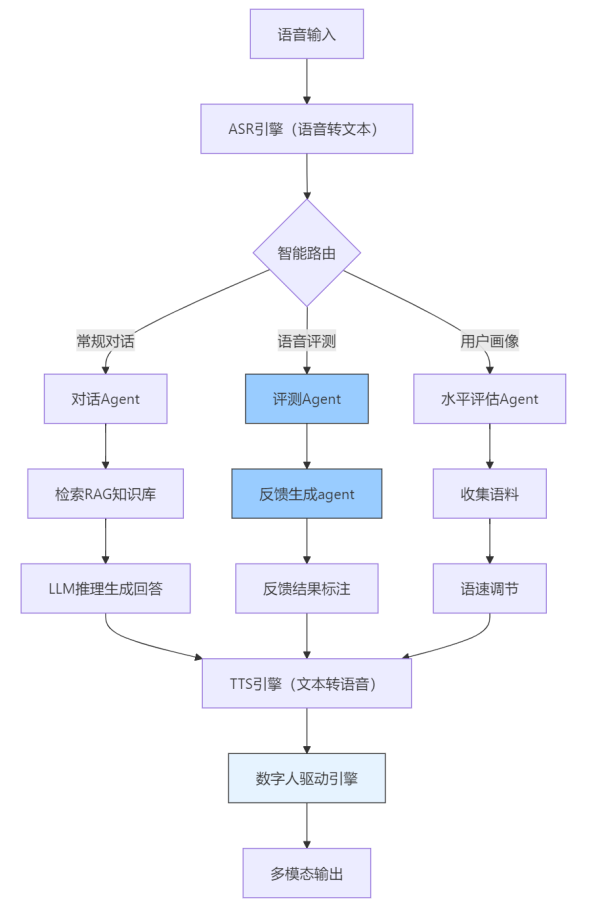 语音输入
ASR引擎（语音转文本）
智能路由
常规对话
语音评测
用户画像
对话Agent
评测Agent
水平评估Agent
检索RAG知识库
反馈生成agent
收集语料
LLM推理生成回答
反馈结果标注
语速调节
TTS引擎（文本转语音）
数字人驱动引擎
多模态输出